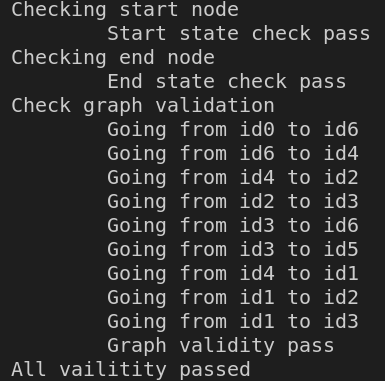 Checking start node
Start state check pass
Checking end node
End state check pass
Check graph validation
Going from id0 to id6
Going from id6 to id4
Going from id4 to id2
Going from id2 to id3
Going from id3 to id6
Going from id3 to id5
Going from id4 to id1
Going from id1 to id2
Going from id1 to id3
Graph validity pass
All vailitity passed